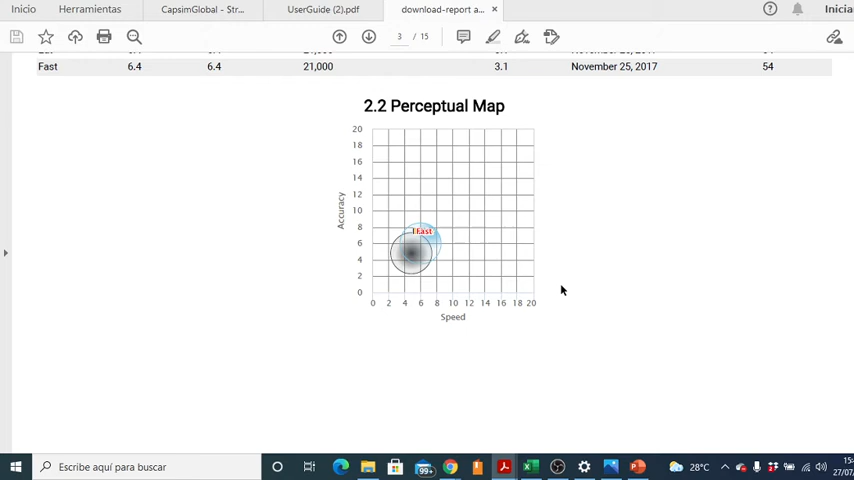 Inicio Herramientas CapsimGlobal - Str... UserGuide (2).pdf download-report a... × Inicia
3 / 15
Fast 6.4 6.4 21,000 3.1 November 25, 2017 54
2.2 Perceptual Map
20
18
16
14
12
10
8
6
4
2
0
Accuracy
Fast
0 2 4 6 8 10 12 14 16 18 20
Speed
Escribe aquí para buscar 99+ 28°C 15:
27/07/